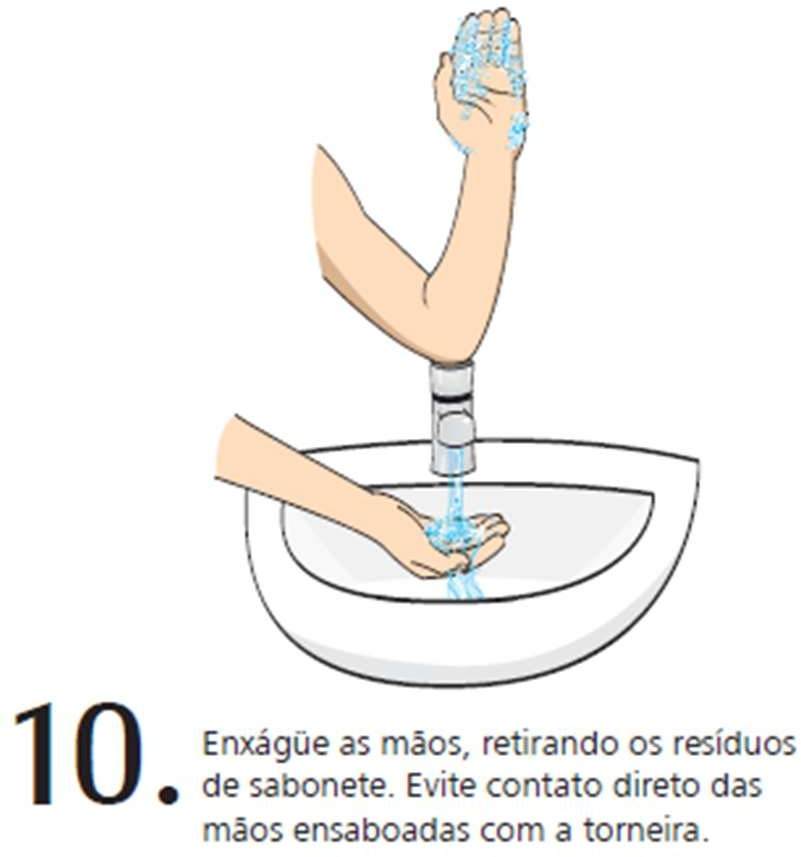 10.
Enxágüe as mãos, retirando os resíduos
de sabonete. Evite contato direto das
mãos ensaboadas com a torneira.